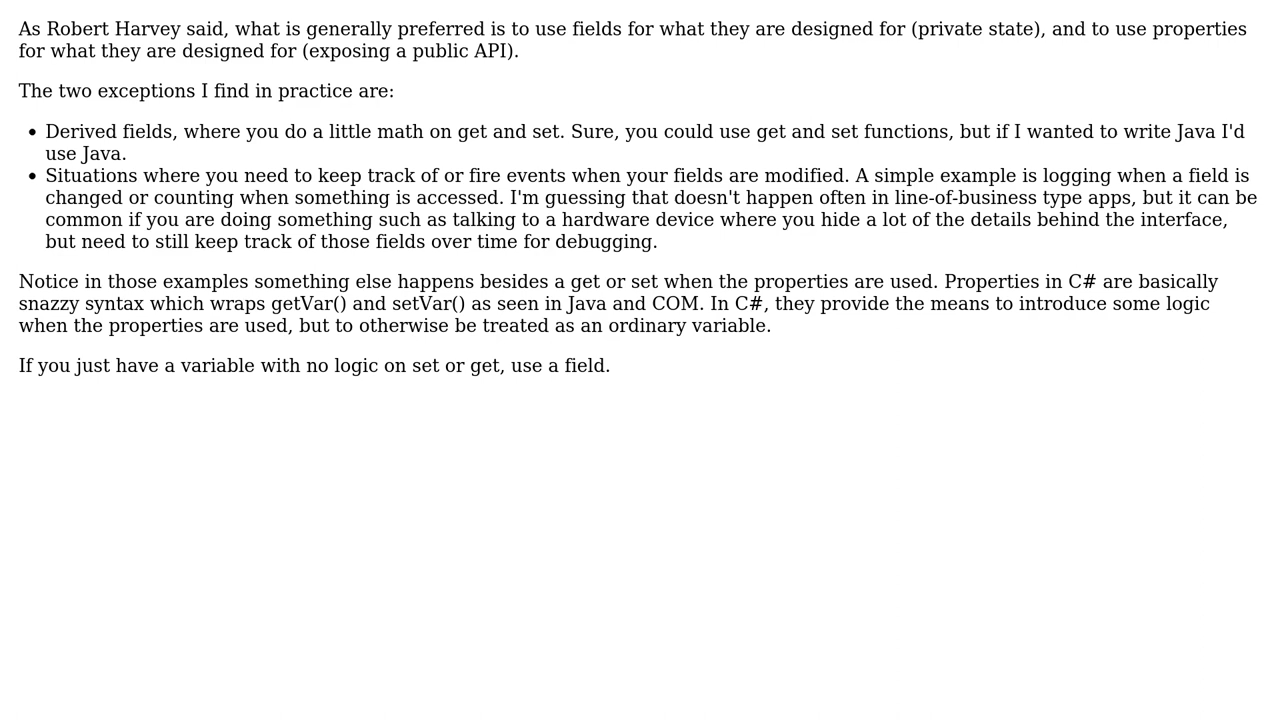 As Robert Harvey said, what is generally preferred is to use fields for what they are designed for (private state), and to use properties
for what they are designed for (exposing a public API).
The two exceptions I find in practice are:
• Derived fields, where you do a little math on get and set. Sure, you could use get and set functions, but if I wanted to write Java I'd
use Java.
• Situations where you need to keep track of or fire events when your fields are modified. A simple example is logging when a field is
changed or counting when something is accessed. I'm guessing that doesn't happen often in line-of-business type apps, but it can be
common if you are doing something such as talking to a hardware device where you hide a lot of the details behind the interface,
but need to still keep track of those fields over time for debugging.
Notice in those examples something else happens besides a get or set when the properties are used. Properties in C# are basically
snazzy syntax which wraps getVar() and setVar() as seen in Java and COM. In C#, they provide the means to introduce some logic
when the properties are used, but to otherwise be treated as an ordinary variable.
If you just have a variable with no logic on set or get, use a field.